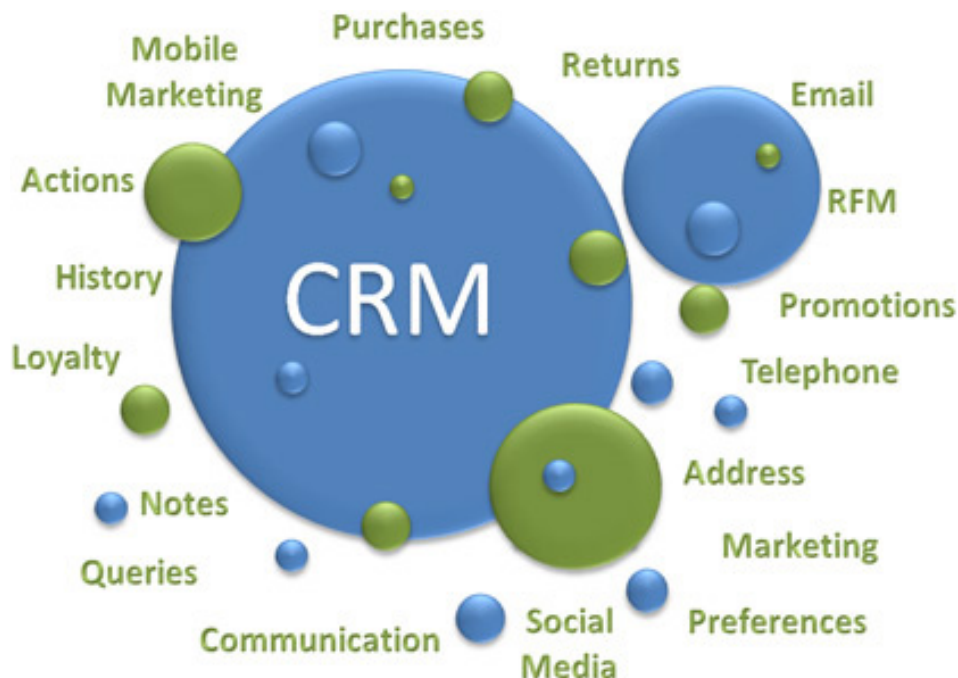 Purchases
Mobile
Marketing
Returns
Email
Actions
RFM
History
CRM
Promotions
Loyalty
Telephone
Address
Notes
Marketing
Queries
Communication
Social
Media
Preferences